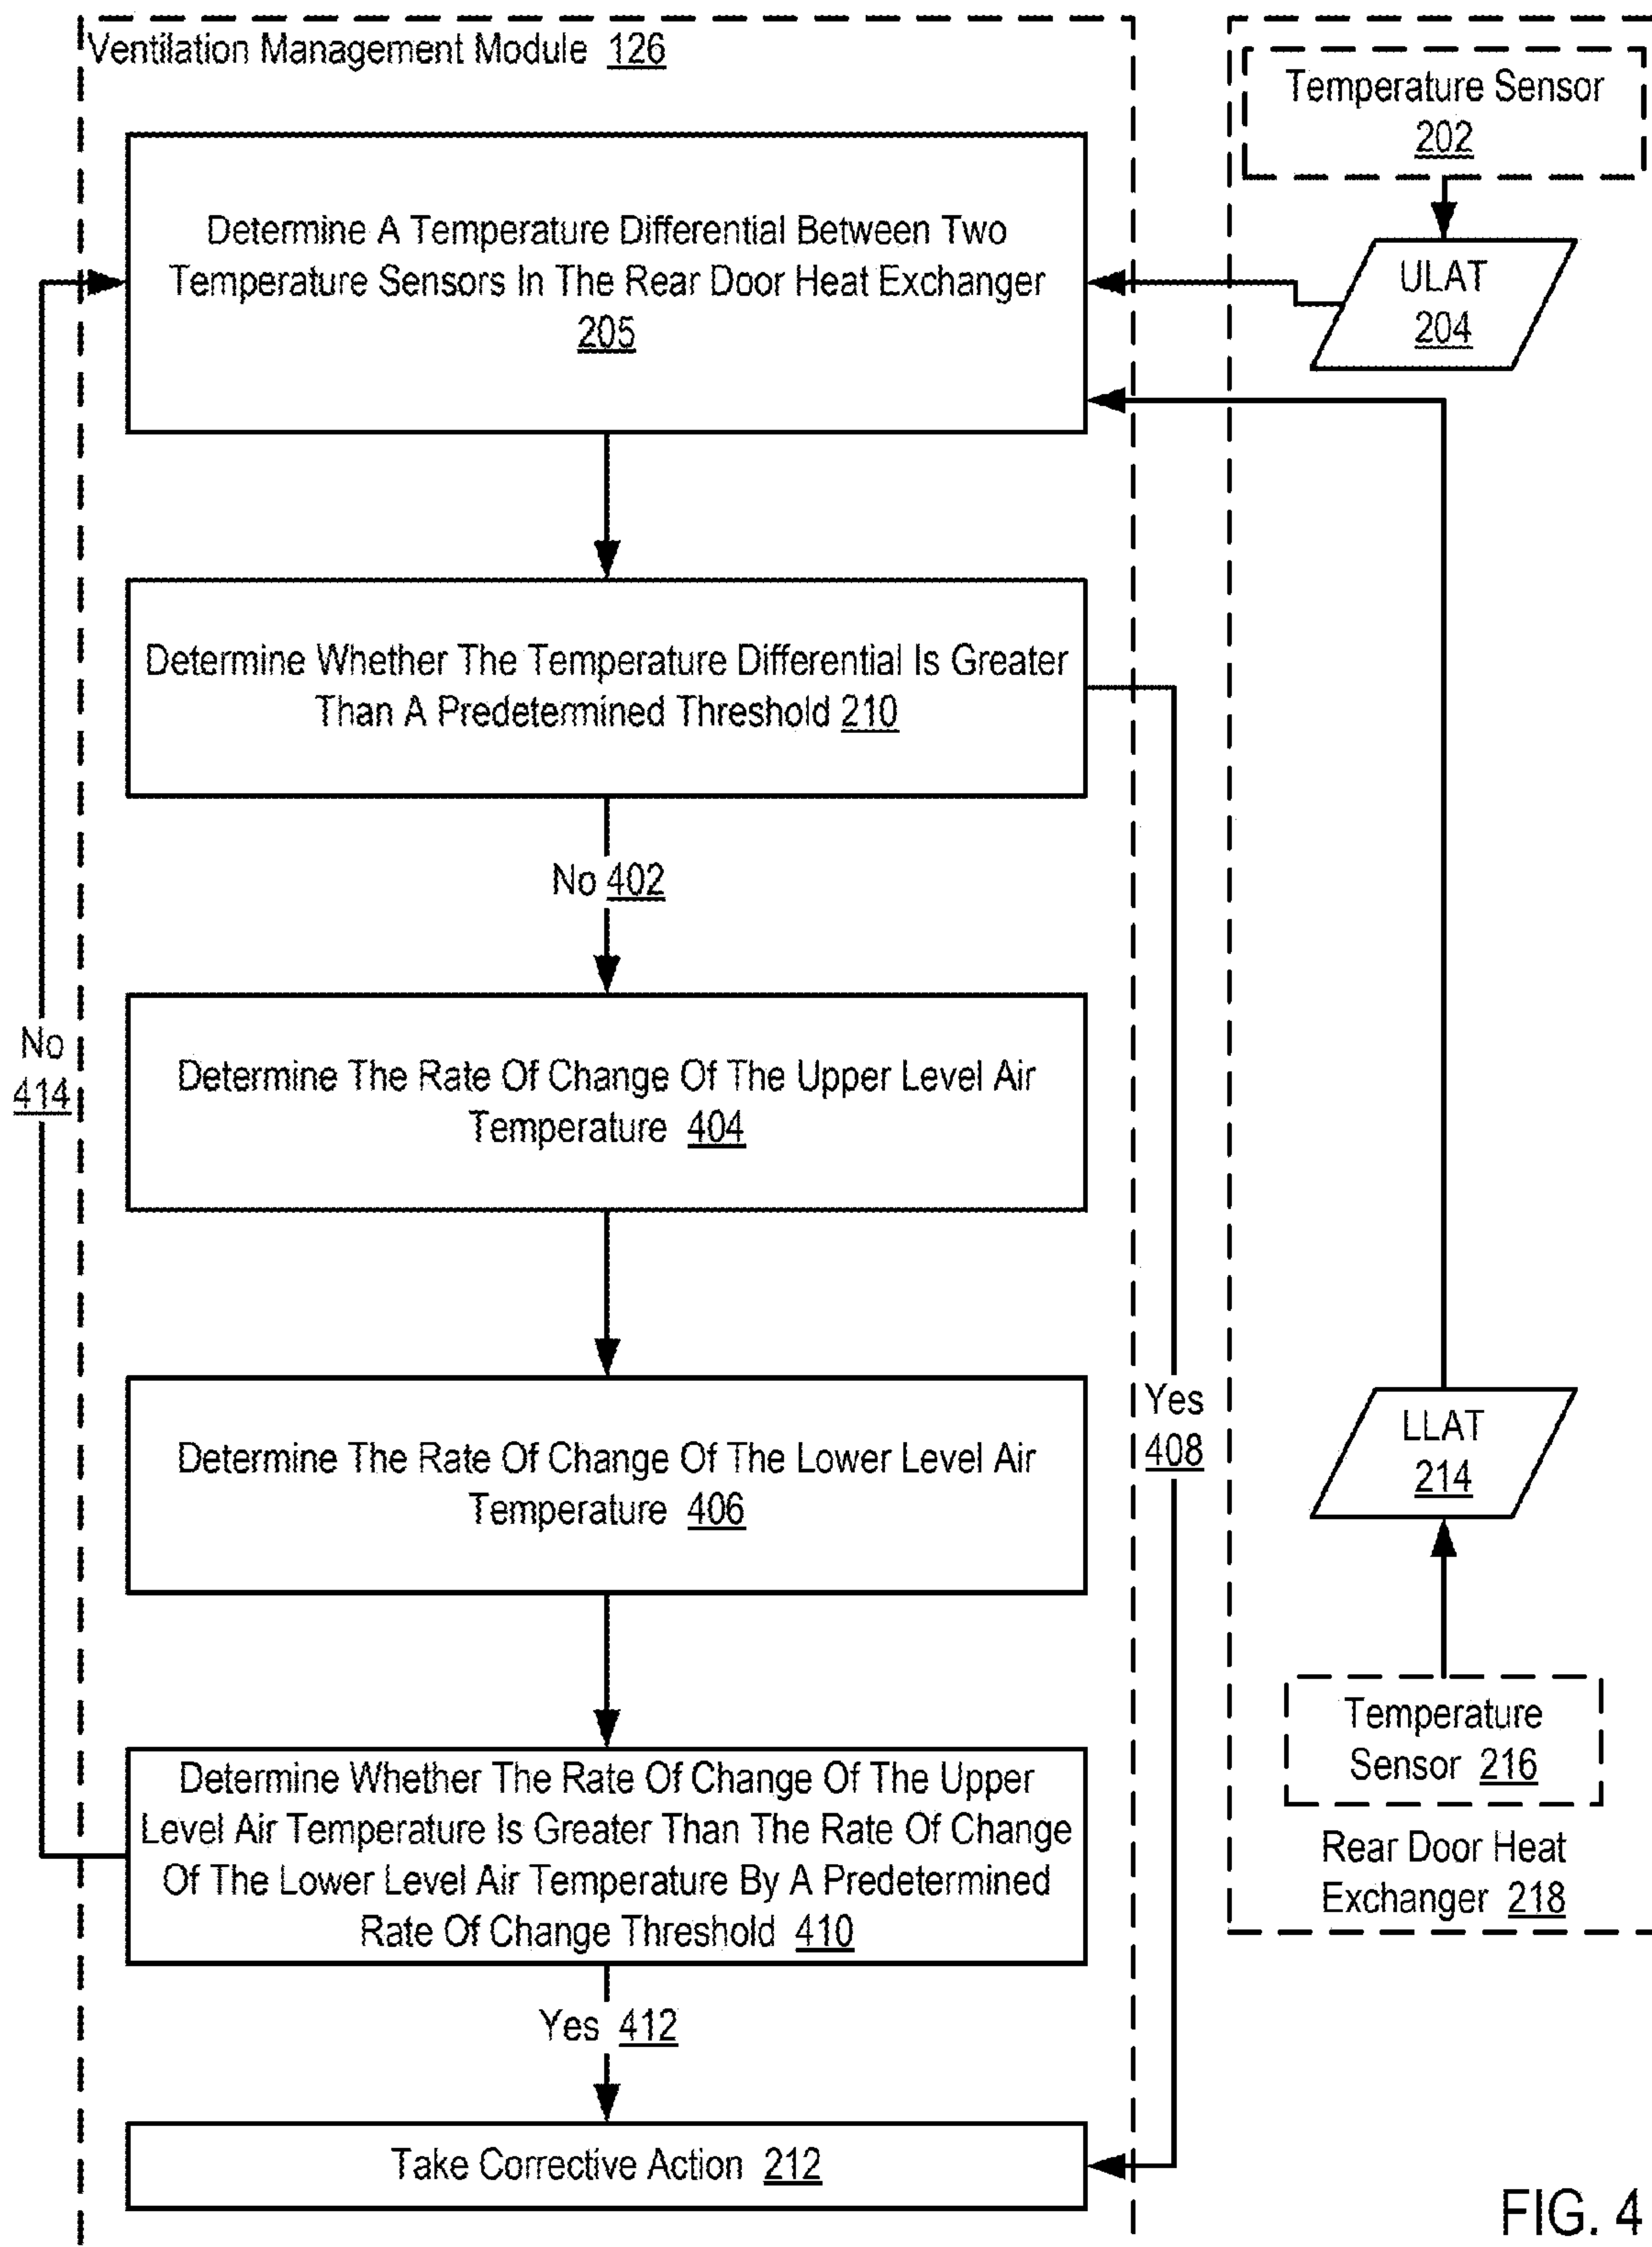 Ventilation Management Module 126
Temperature Sensor
202
Determine A Temperature Differential Between Two
Temperature Sensors In The Rear Door Heat Exchanger
205
ULAT
204
Determine Whether The Temperature Differential Is Greater
Than A Predetermined Threshold 210
No 402
No
414
Determine The Rate Of Change Of The Upper Level Air
Temperature 404
Yes
408
LLAT
214
Determine The Rate Of Change Of The Lower Level Air
Temperature 406
Temperature
Sensor 216
Rear Door Heat
Exchanger 218
Determine Whether The Rate Of Change Of The Upper
Level Air Temperature Is Greater Than The Rate Of Change
Of The Lower Level Air Temperature By A Predetermined
Rate Of Change Threshold 410
Yes 412
Take Corrective Action 212
FIG. 4